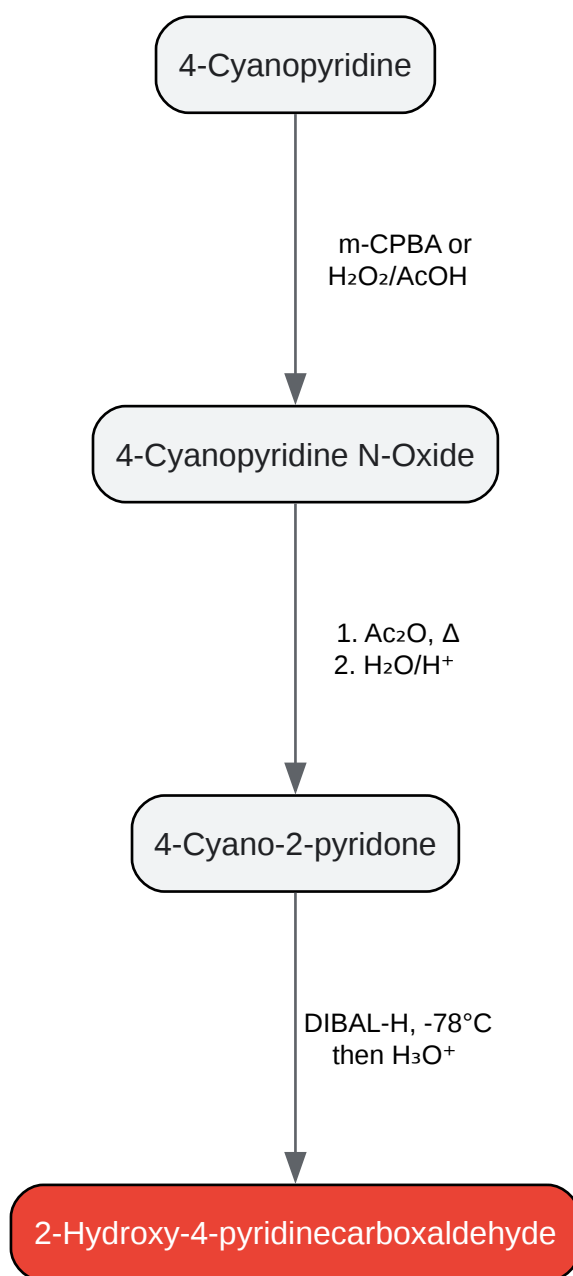 4-Cyanopyridine
m-CPBA or
H₂O₂/AcOH
4-Cyanopyridine N-Oxide
1. Ac₂O, Δ
2. H₂O/H⁺
4-Cyano-2-pyridone
DIBAL-H, -78°C
then H₃O⁺
2-Hydroxy-4-pyridinecarboxaldehyde